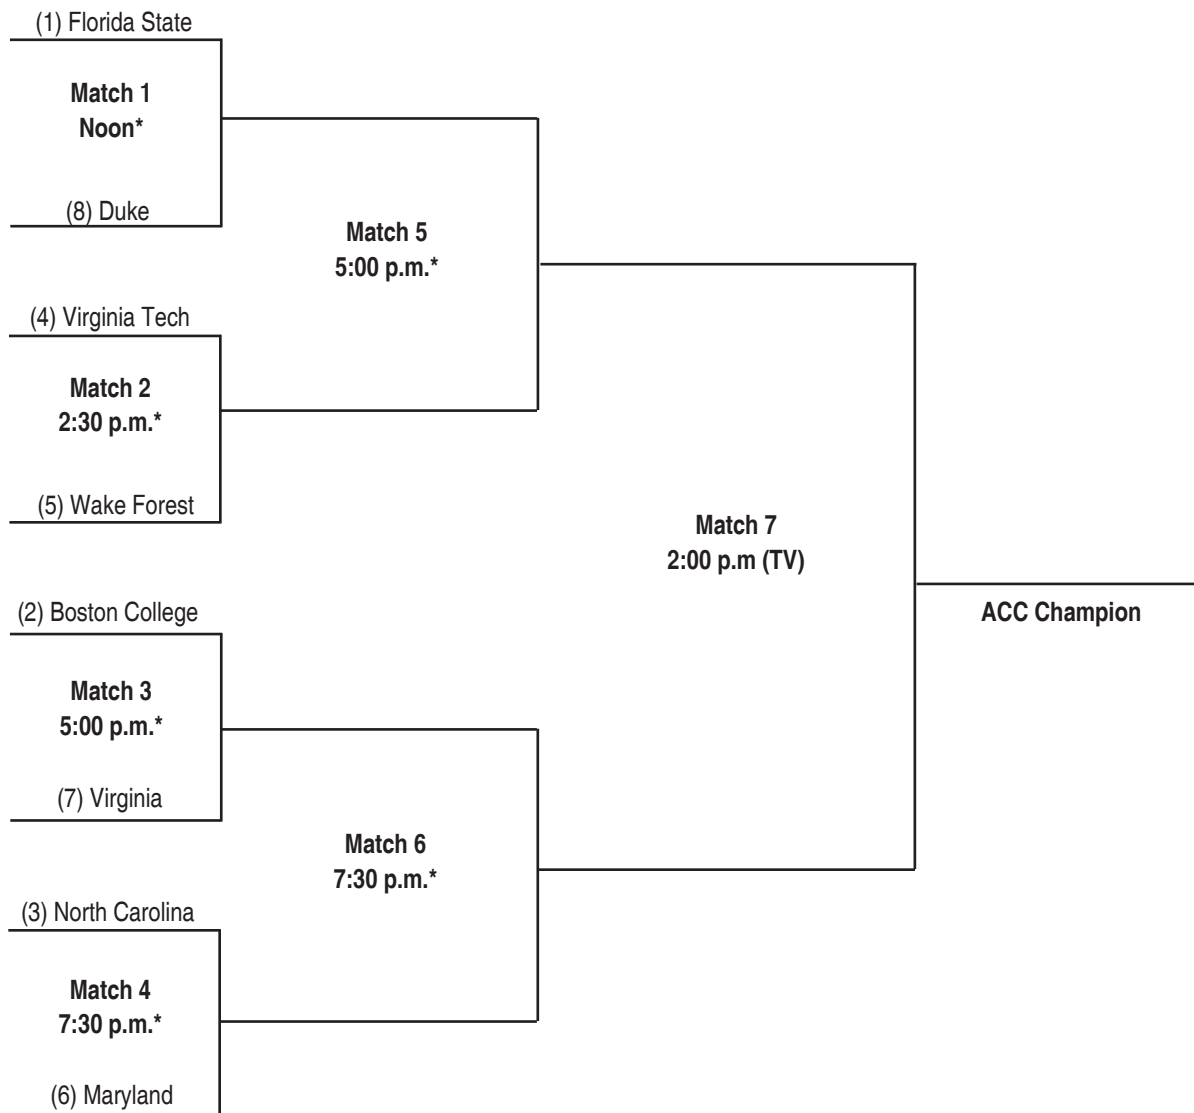 (1) Florida State
Match 1
Noon*
(8) Duke
Match 5
5:00 p.m.*
(4) Virginia Tech
Match 2
2:30 p.m.*
(5) Wake Forest
Match 7
2:00 p.m (TV)
ACC Champion
(2) Boston College
Match 3
5:00 p.m.*
(7) Virginia
Match 6
7:30 p.m.*
(3) North Carolina
Match 4
7:30 p.m.*
(6) Maryland